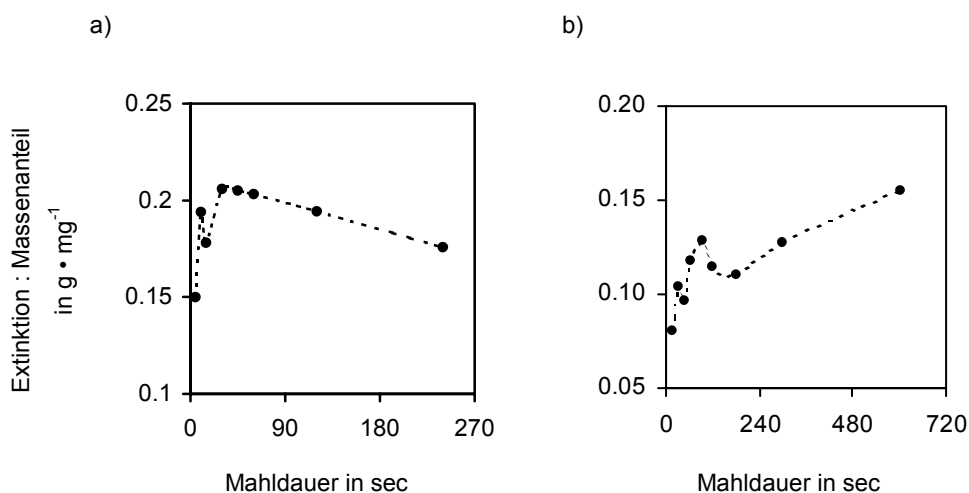 a)
b)
Extinktion : Massenanteil
in g • mg⁻¹
0.25
0.2
0.15
0.1
0 90 180 270
Mahldauer in sec
0.20
0.15
0.10
0.05
0 240 480 720
Mahldauer in sec